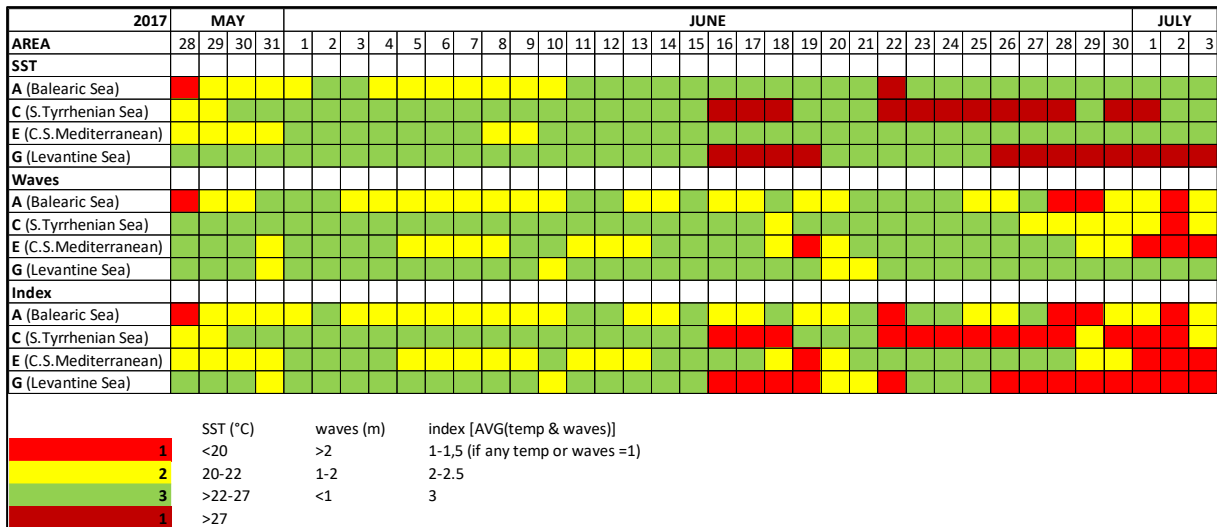 2017 MAY JUNE JULY
AREA 28 29 30 31 1 2 3 4 5 6 7 8 9 10 11 12 13 14 15 16 17 18 19 20 21 22 23 24 25 26 27 28 29 30 1 2 3
SST
A (Balearic Sea)
C (S.Tyrrhenian Sea)
E (C.S.Mediterranean)
G (Levantine Sea)
Waves
A (Balearic Sea)
C (S.Tyrrhenian Sea)
E (C.S.Mediterranean)
G (Levantine Sea)
Index
A (Balearic Sea)
C (S.Tyrrhenian Sea)
E (C.S.Mediterranean)
G (Levantine Sea)
SST (°C) waves (m) index [AVG(temp & waves)]
1 <20 >2 1-1,5 (if any temp or waves =1)
2 20-22 1-2 2-2.5
3 >22-27 <1 3
1 >27